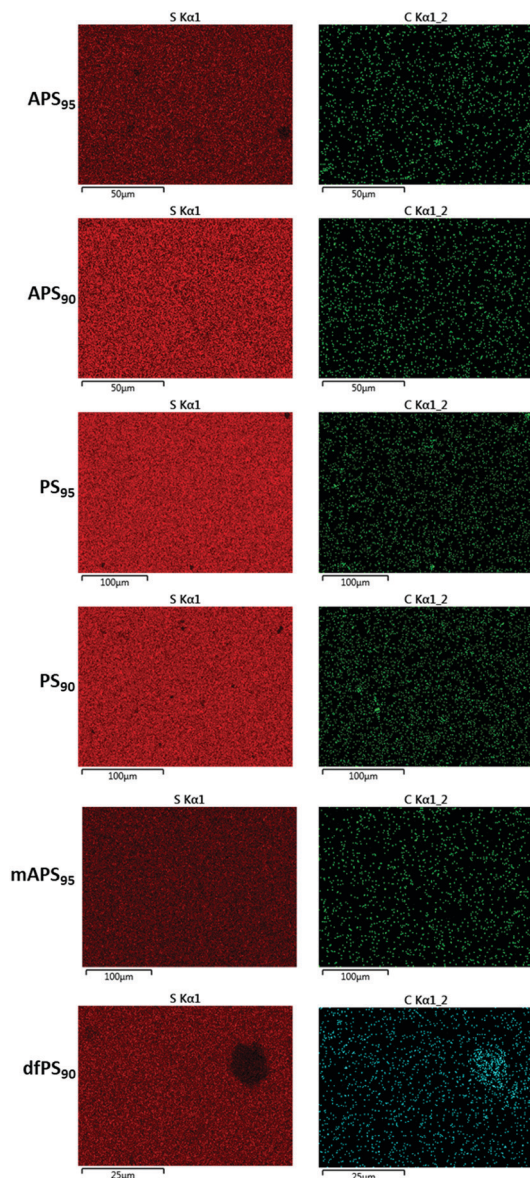 S Kα1 C Kα1_2
APS95
50µm 50µm
S Kα1 C Kα1_2
APS90
50µm 50µm
S Kα1 C Kα1_2
PS95
100µm 100µm
S Kα1 C Kα1_2
PS90
100µm 100µm
S Kα1 C Kα1_2
mAPS95
100µm 100µm
S Kα1 C Kα1_2
dfPS90
25µm 25µm